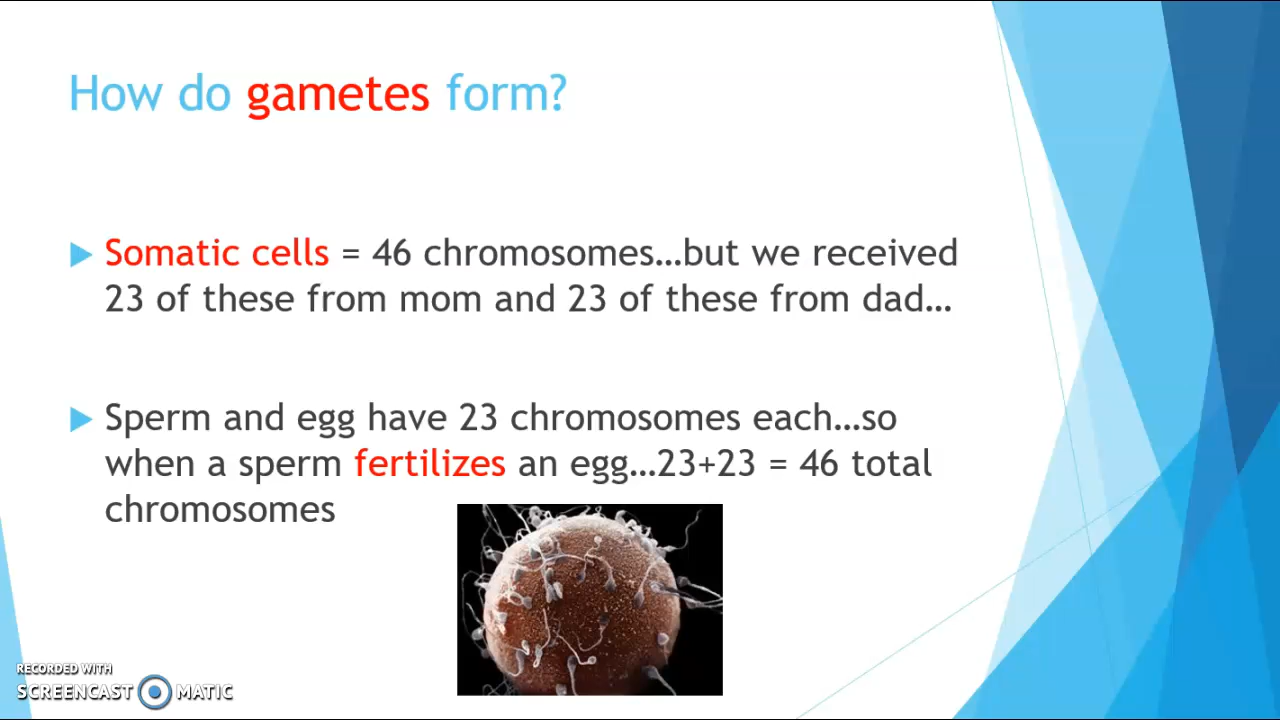 How do gametes form?
Somatic cells = 46 chromosomes…but we received
23 of these from mom and 23 of these from dad…
Sperm and egg have 23 chromosomes each…so
when a sperm fertilizes an egg…23+23 = 46 total
chromosomes
RECORDED WITH
SCREENCAST MATIC